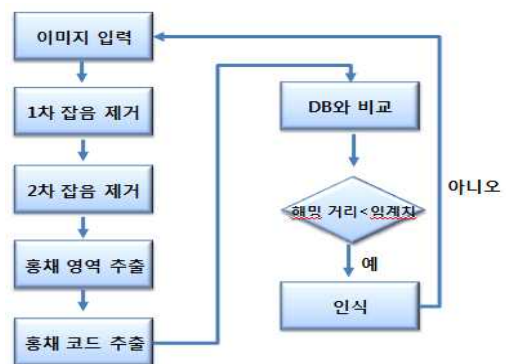 이미지 입력
1차 잡음 제거
2차 잡음 제거
홍채 영역 추출
홍채 코드 추출
DB와 비교
해밍 거리<임계치
예
인식
아니오